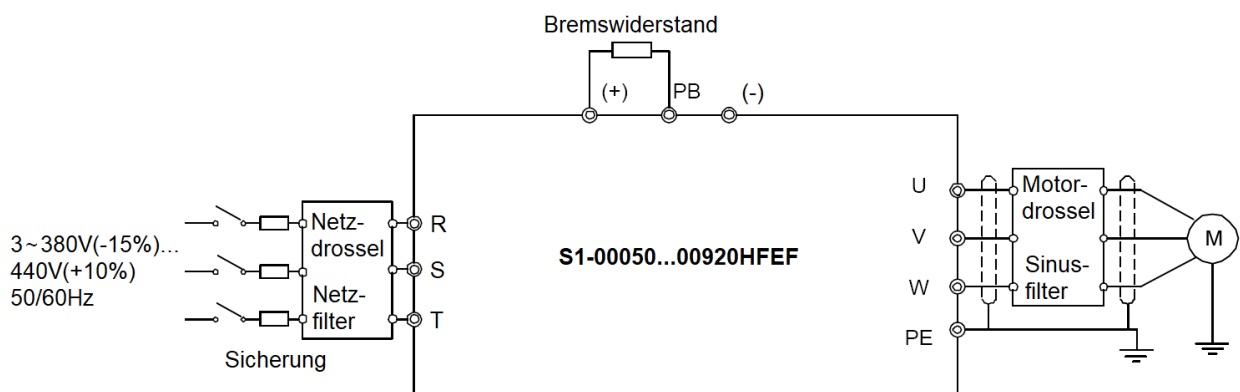 Bremswiderstand
(+)
PB
(-)
3~380V(-15%)...
440V(+10%)
50/60Hz
Netz-
drossel
Netz-
filter
Sicherung
R
S
T
S1-00050...00920HFEF
U
V
W
PE
Motor-
drossel
Sinus-
filter
M